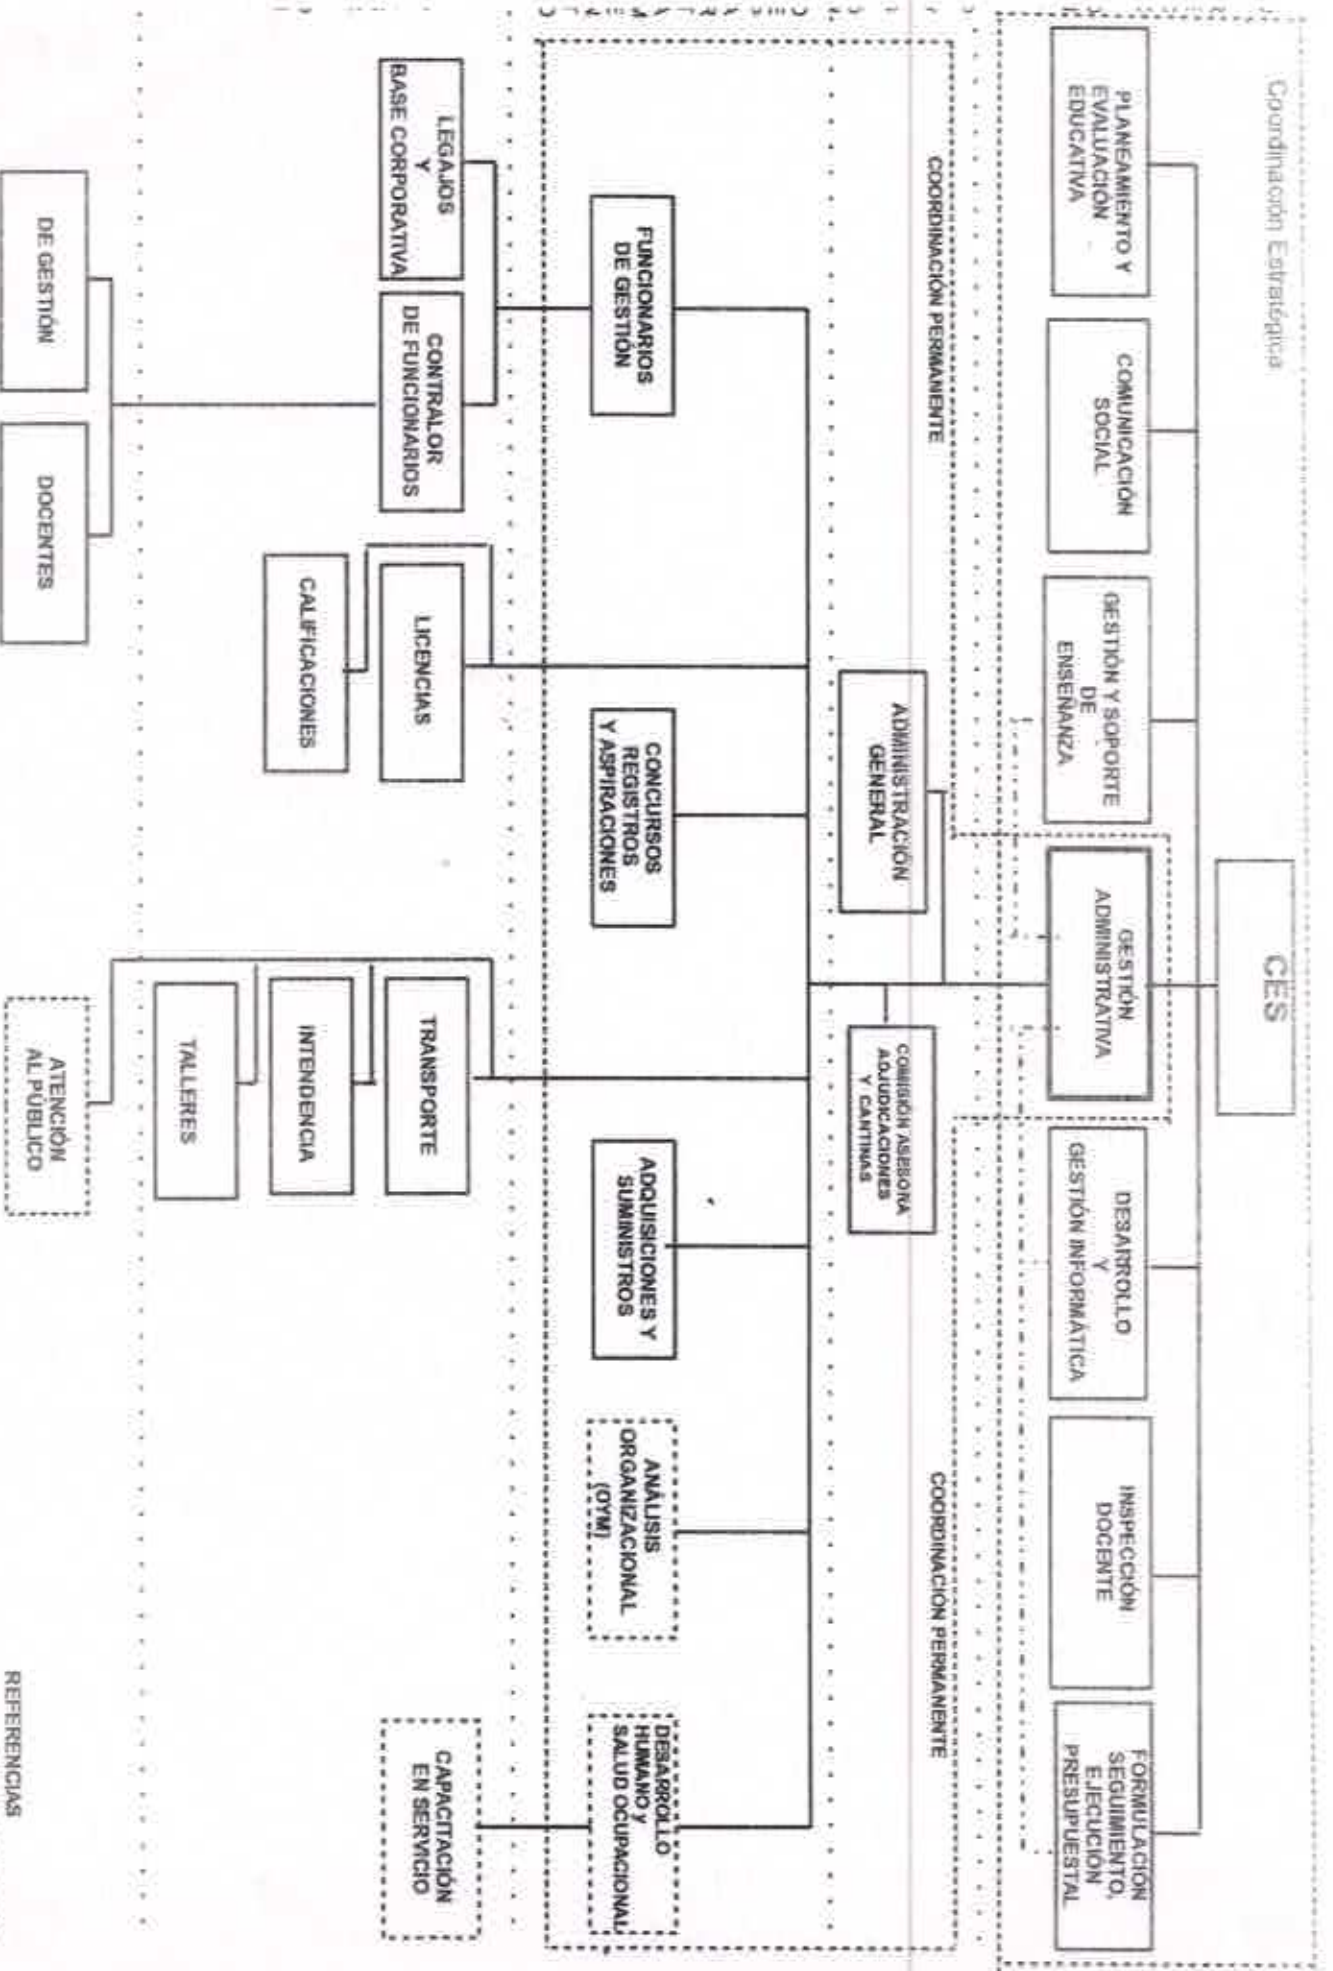 Coordinación Estratégica
CES
PLANEAMIENTO Y
EVALUACIÓN
EDUCATIVA
COMUNICACIÓN
SOCIAL
GESTIÓN Y SOPORTE
DE
ENSEÑANZA
GESTIÓN
ADMINISTRATIVA
DESARROLLO
Y
GESTIÓN INFORMÁTICA
INSPECCIÓN
DOCENTE
FORMULACIÓN
SEGUIMIENTO,
EJECUCIÓN
PRESUPUESTAL
COORDINACIÓN PERMANENTE
COORDINACIÓN PERMANENTE
ADMINISTRACIÓN
GENERAL
COMISIÓN ASESORA
ADJUDICACIONES
Y CANTINAS
FUNCIONARIOS
DE GESTIÓN
CONCURSOS
REGISTROS
Y ASPIRACIONES
ADQUISICIONES Y
SUMINISTROS
ANÁLISIS
ORGANIZACIONAL
(OYM)
DESARROLLO
HUMANO y
SALUD OCUPACIONAL
LEGAJOS
Y
BASE CORPORATIVA
CONTRALOR
DE FUNCIONARIOS
LICENCIAS
TRANSPORTE
CAPACITACIÓN
EN SERVICIO
CALIFICACIONES
INTENDENCIA
TALLERES
DE GESTIÓN
DOCENTES
ATENCIÓN
AL PÚBLICO
REFERENCIAS